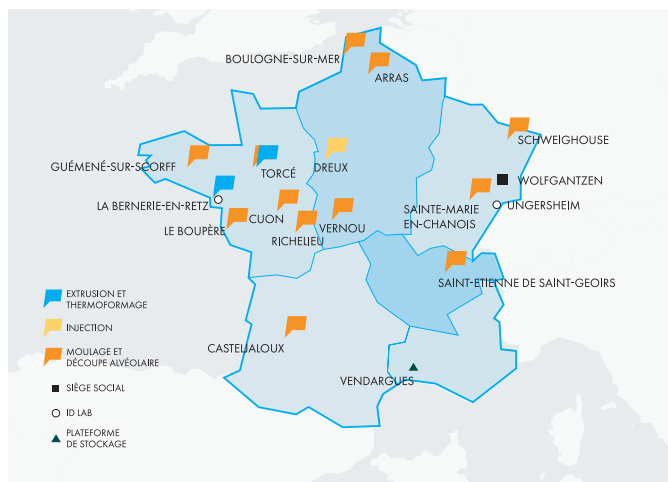 BOULOGNE-SUR-MER
ARRAS
SCHWEIGHOUSE
GUÉMENÉ-SUR-SCORFF
TORCÉ
DREUX
WOLFGANTZEN
LA BERNERIE-EN-RETZ
SAINTE-MARIE
EN-CHANOIS
UNGERSHEIM
LE BOUPÈRE
CUON
RICHELIEU
VERNOU
SAINT-ETIENNE DE SAINT-GEOIRS
CASTELJALOUX
VENDARGUES
EXTRUSION ET
THERMOFORMAGE
INJECTION
MOULAGE ET
DÉCOUPE ALVÉOLAIRE
SIÈGE SOCIAL
ID LAB
PLATEFORME
DE STOCKAGE